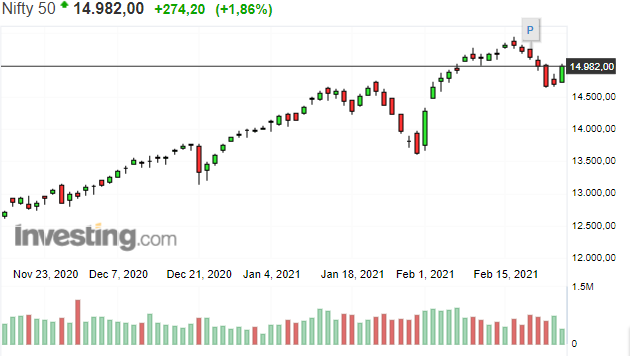 Nifty 50 14.982,00 +274,20 (+1,86%)
P
14.982,00
14.500,00
14.000,00
13.500,00
13.000,00
12.500,00
12.000,00
Investing.com
Nov 23, 2020 Dec 7, 2020 Dec 21, 2020 Jan 4, 2021 Jan 18, 2021 Feb 1, 2021 Feb 15, 2021
1.5M
0